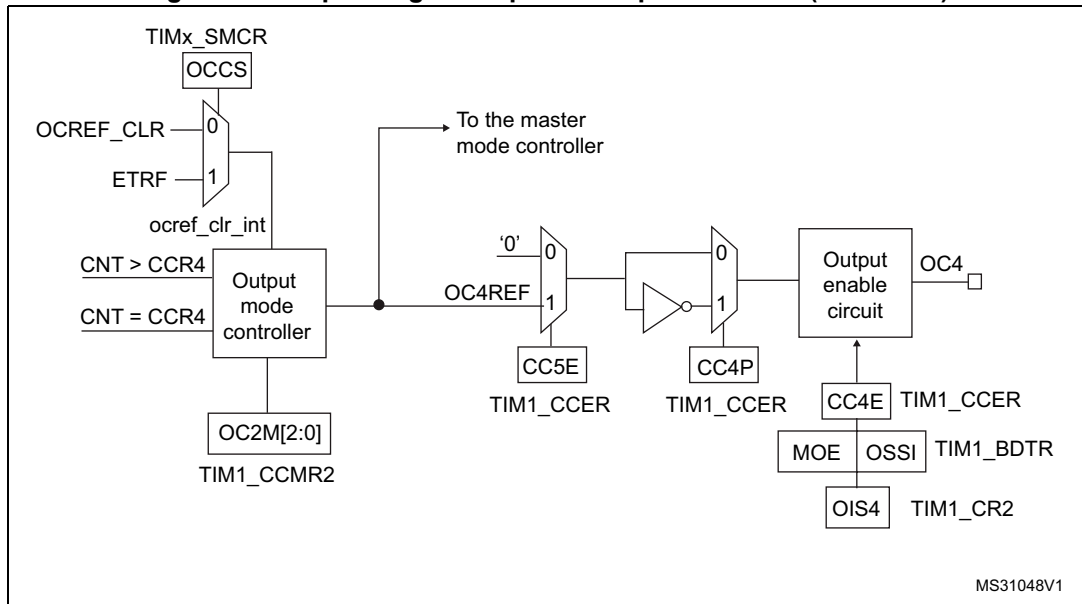 TIMx_SMCR
OCCS
OCREF_CLR
0
ETRF
1
ocref_clr_int
To the master
mode controller
CNT > CCR4
CNT = CCR4
Output
mode
controller
OC2M[2:0]
TIM1_CCMR2
'0'
0
OC4REF
1
CC5E
TIM1_CCER
0
1
CC4P
TIM1_CCER
Output
enable
circuit
OC4
CC4E
TIM1_CCER
MOE
OSSI
TIM1_BDTR
OIS4
TIM1_CR2
MS31048V1